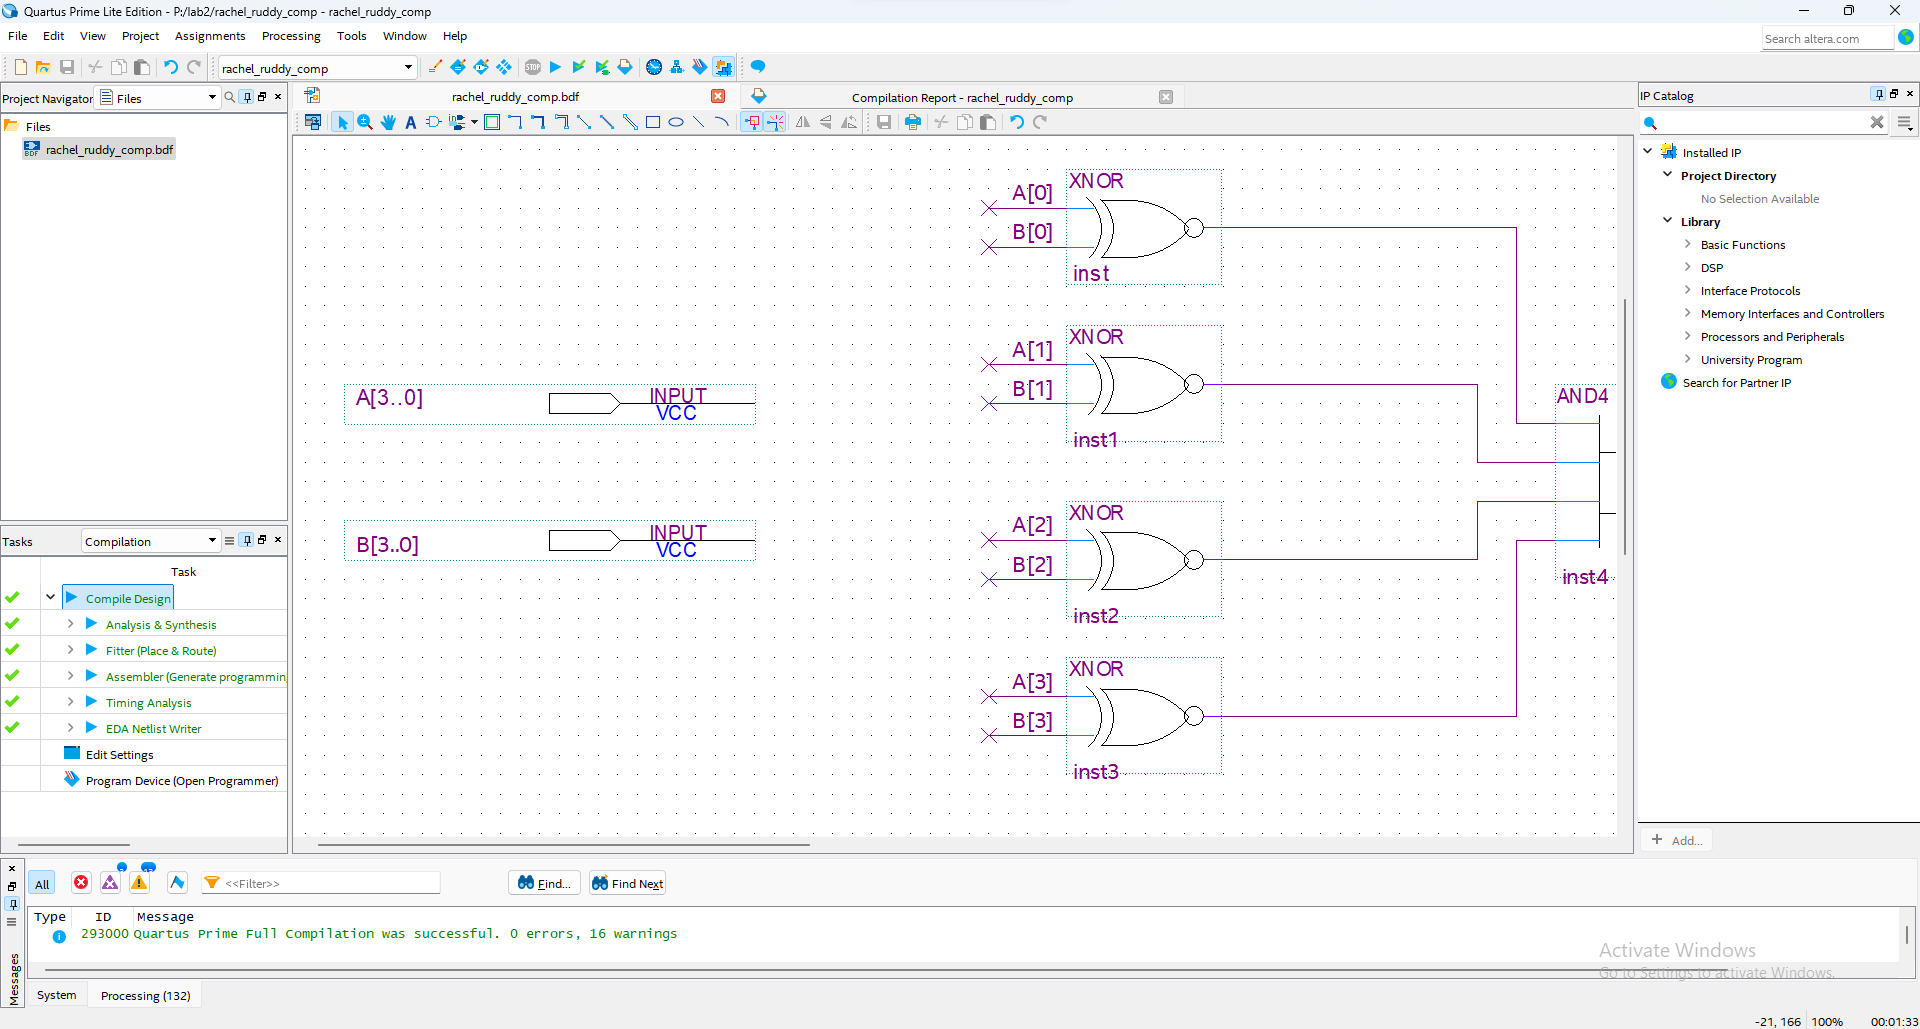 Quartus Prime Lite Edition - P:/lab2/rachel_ruddy_comp - rachel_ruddy_comp
File Edit View Project Assignments Processing Tools Window Help
Search altera.com
rachel_ruddy_comp
STOP
Project Navigator Files
Files
rachel_ruddy_comp.bdf
BDF
Tasks Compilation
Task
Compile Design
Analysis & Synthesis
Fitter (Place & Route)
Assembler (Generate programmin
Timing Analysis
EDA Netlist Writer
Edit Settings
Program Device (Open Programmer)
rachel_ruddy_comp.bdf
Compilation Report - rachel_ruddy_comp
A[3..0]
INPUT
VCC
B[3..0]
INPUT
VCC
XNOR
A[0]
B[0]
inst
XNOR
A[1]
B[1]
inst1
XNOR
A[2]
B[2]
inst2
XNOR
A[3]
B[3]
inst3
AND4
inst4
IP Catalog
Installed IP
Project Directory
No Selection Available
Library
Basic Functions
DSP
Interface Protocols
Memory Interfaces and Controllers
Processors and Peripherals
University Program
Search for Partner IP
+ Add...
All
<<Filter>>
Find...
Find Next
Type ID Message
293000 Quartus Prime Full Compilation was successful. 0 errors, 16 warnings
Messages
System Processing (132)
Activate Windows
Go to Settings to activate Windows.
-21, 166 100% 00:01:33